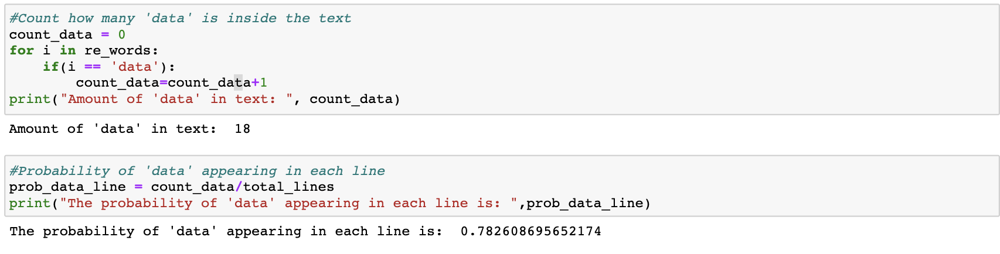 #Count how many 'data' is inside the text
count_data = 0
for i in re_words:
    if(i == 'data'):
        count_data=count_data+1
print("Amount of 'data' in text: ", count_data)
Amount of 'data' in text:  18
#Probability of 'data' appearing in each line
prob_data_line = count_data/total_lines
print("The probability of 'data' appearing in each line is: ",prob_data_line)
The probability of 'data' appearing in each line is:  0.782608695652174